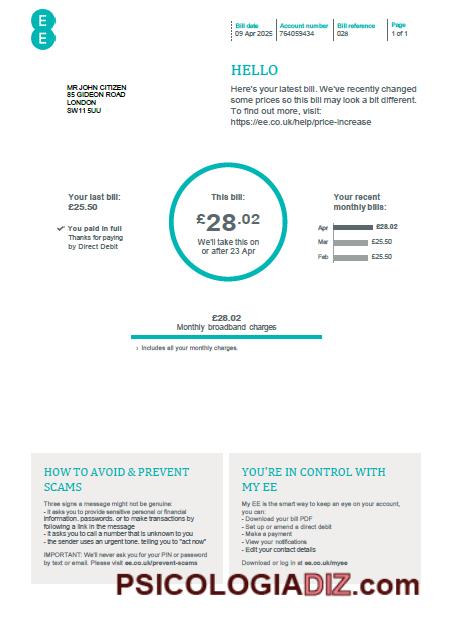 EE
Bill date
09 Apr 2025
Account number
764059434
Bill reference
028
Page
1 of 1
HELLO
Here's your latest bill. We've recently changed
some prices so this bill may look a bit different.
To find out more, visit:
https://ee.co.uk/help/price-increase
MR JOHN CITIZEN
85 GIDEON ROAD
LONDON
SW11 5UU
Your last bill:
£25.50
You paid in full
Thanks for paying
by Direct Debit
This bill:
£28.02
We'll take this on
or after 23 Apr
Your recent
monthly bills:
Apr £28.02
Mar £25.50
Feb £25.50
£28.02
Monthly broadband charges
› Includes all your monthly charges.
HOW TO AVOID & PREVENT
SCAMS
Three signs a message might not be genuine:
- it asks you to provide sensitive personal or financial
information, passwords, or to make transactions by
following a link in the message
- it asks you to call a number that is unknown to you
- the sender uses an urgent tone, telling you to "act now"
IMPORTANT: We'll never ask you for your PIN or password
by text or email. Please visit ee.co.uk/prevent-scams
YOU'RE IN CONTROL WITH
MY EE
My EE is the smart way to keep an eye on your account,
you can:
- Download your bill PDF
- Set up or amend a direct debit
- Make a payment
- View your notifications
- Edit your contact details
Download or log in at ee.co.uk/myee
PSICOLOGIADIZ.com